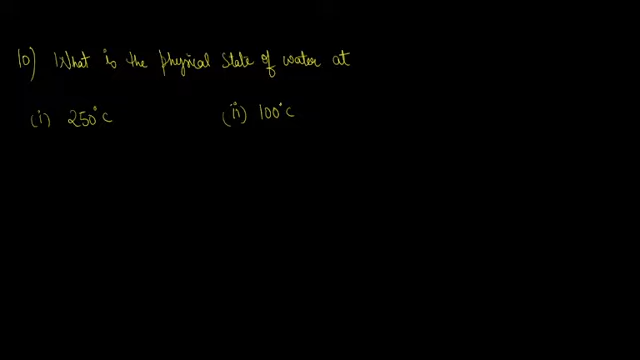 10) What is the physical state of water at
(i) 250°C (ii) 100°C